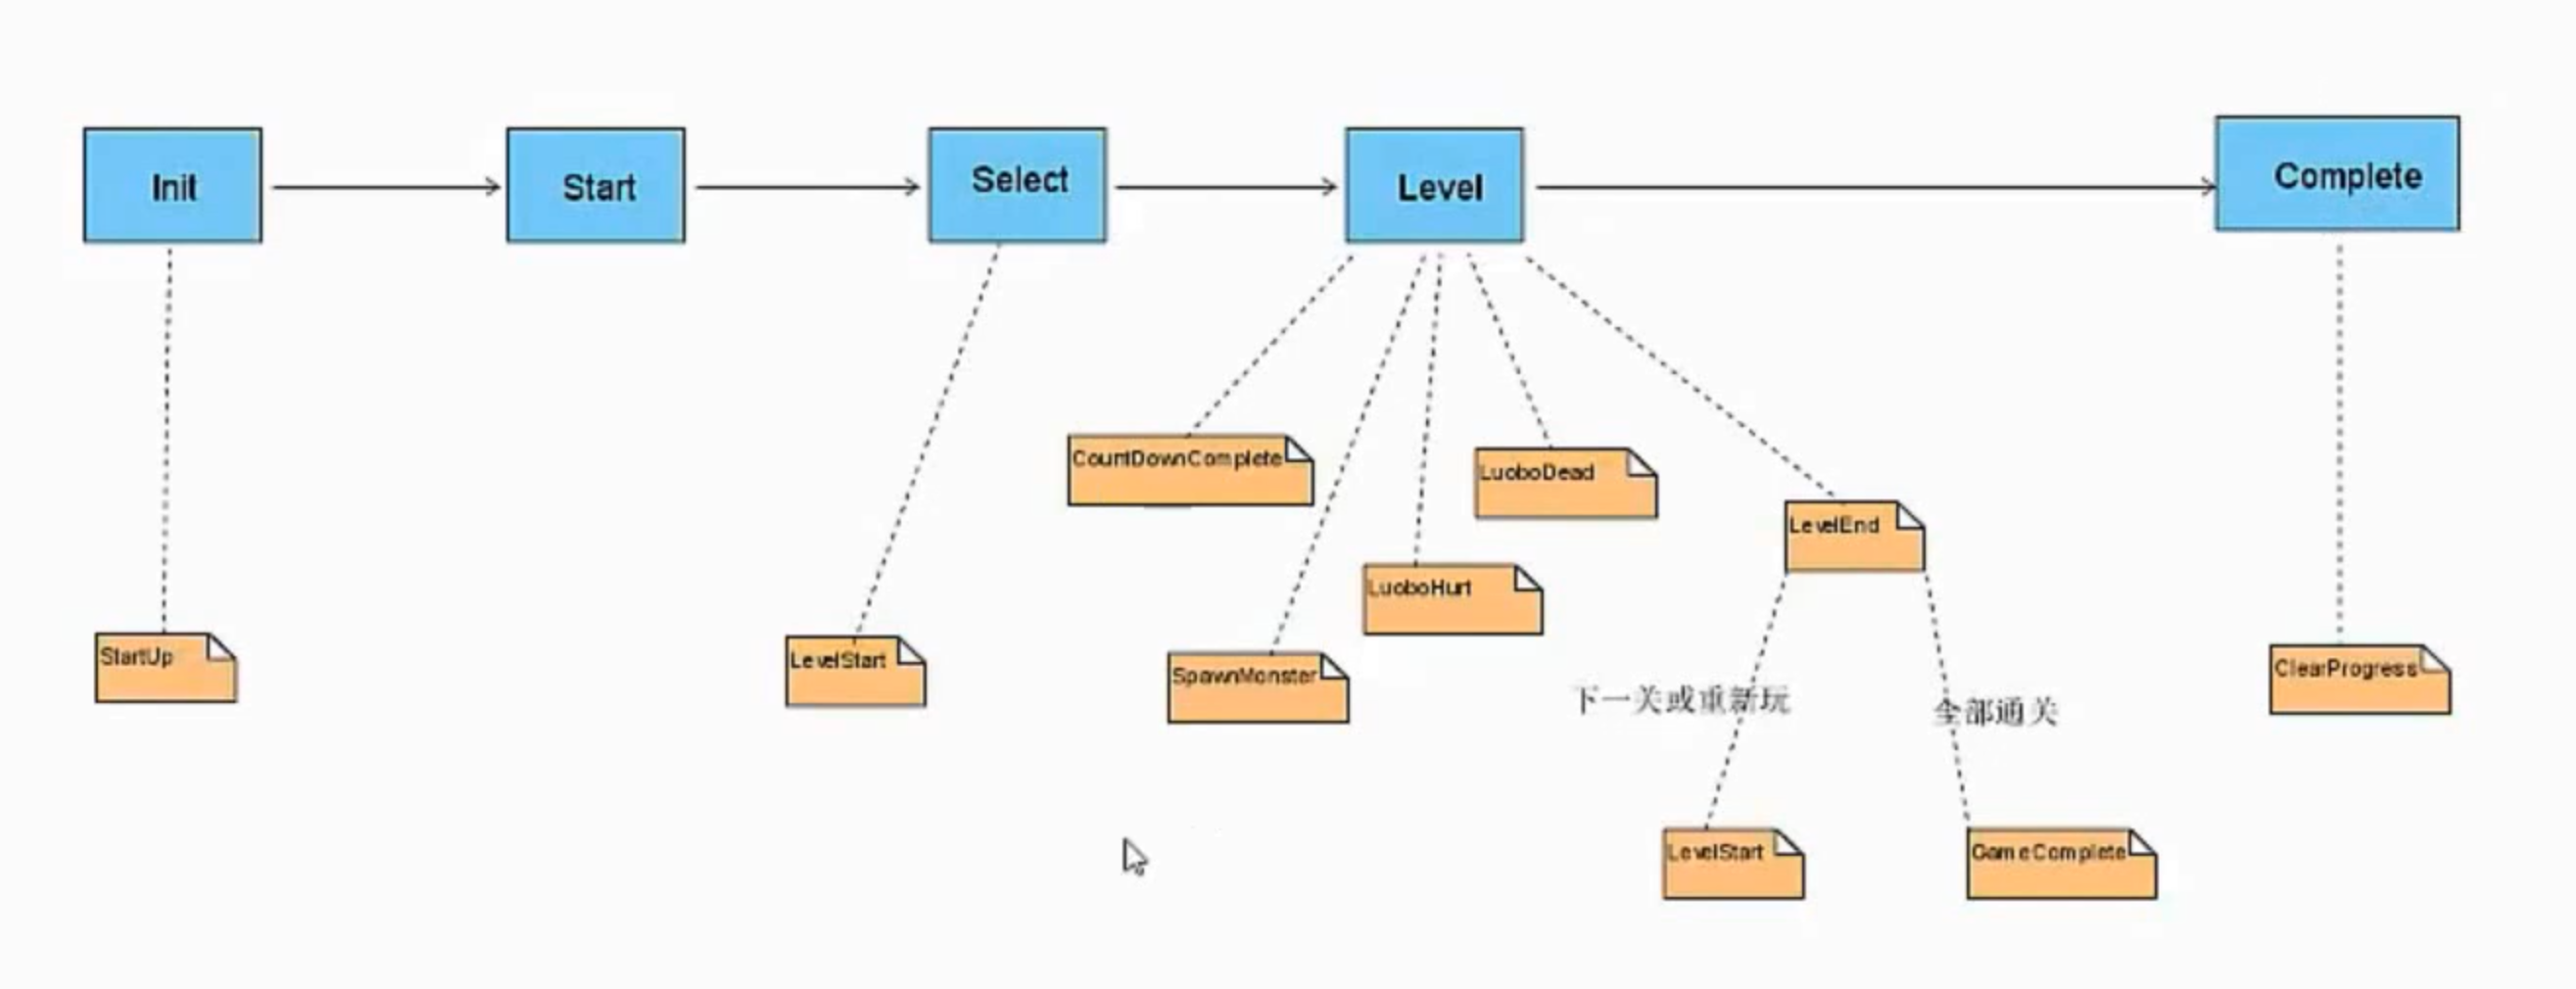 Init
Start
Select
Level
Complete
CountDownComplete
LuoboDead
LevelEnd
LuoboHurt
StartUp
LevelStart
SpawnMonster
ClearProgress
下一关或重新玩
全部通关
LevelStart
GameComplete